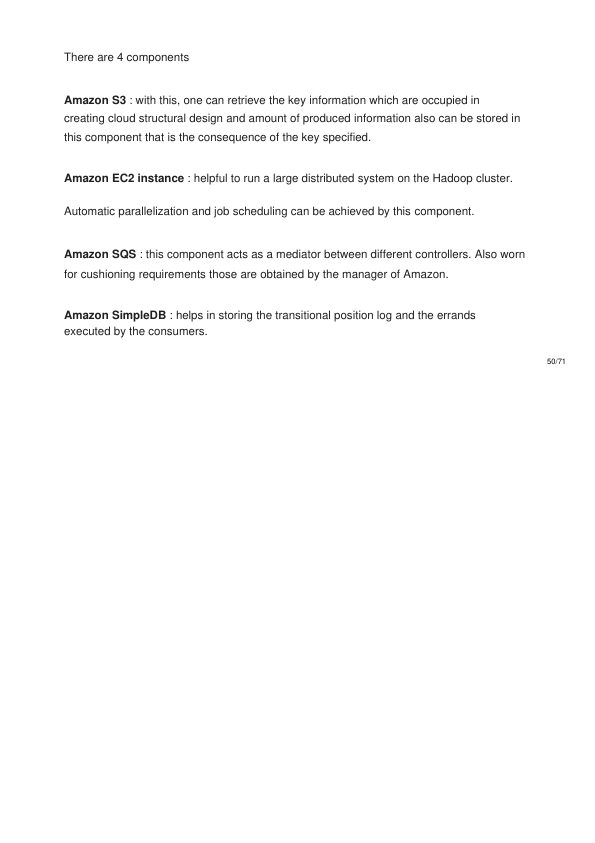 There are 4 components
Amazon S3 : with this, one can retrieve the key information which are occupied in
creating cloud structural design and amount of produced information also can be stored in
this component that is the consequence of the key specified.
Amazon EC2 instance : helpful to run a large distributed system on the Hadoop cluster.
Automatic parallelization and job scheduling can be achieved by this component.
Amazon SQS : this component acts as a mediator between different controllers. Also worn
for cushioning requirements those are obtained by the manager of Amazon.
Amazon SimpleDB : helps in storing the transitional position log and the errands
executed by the consumers.
50/71